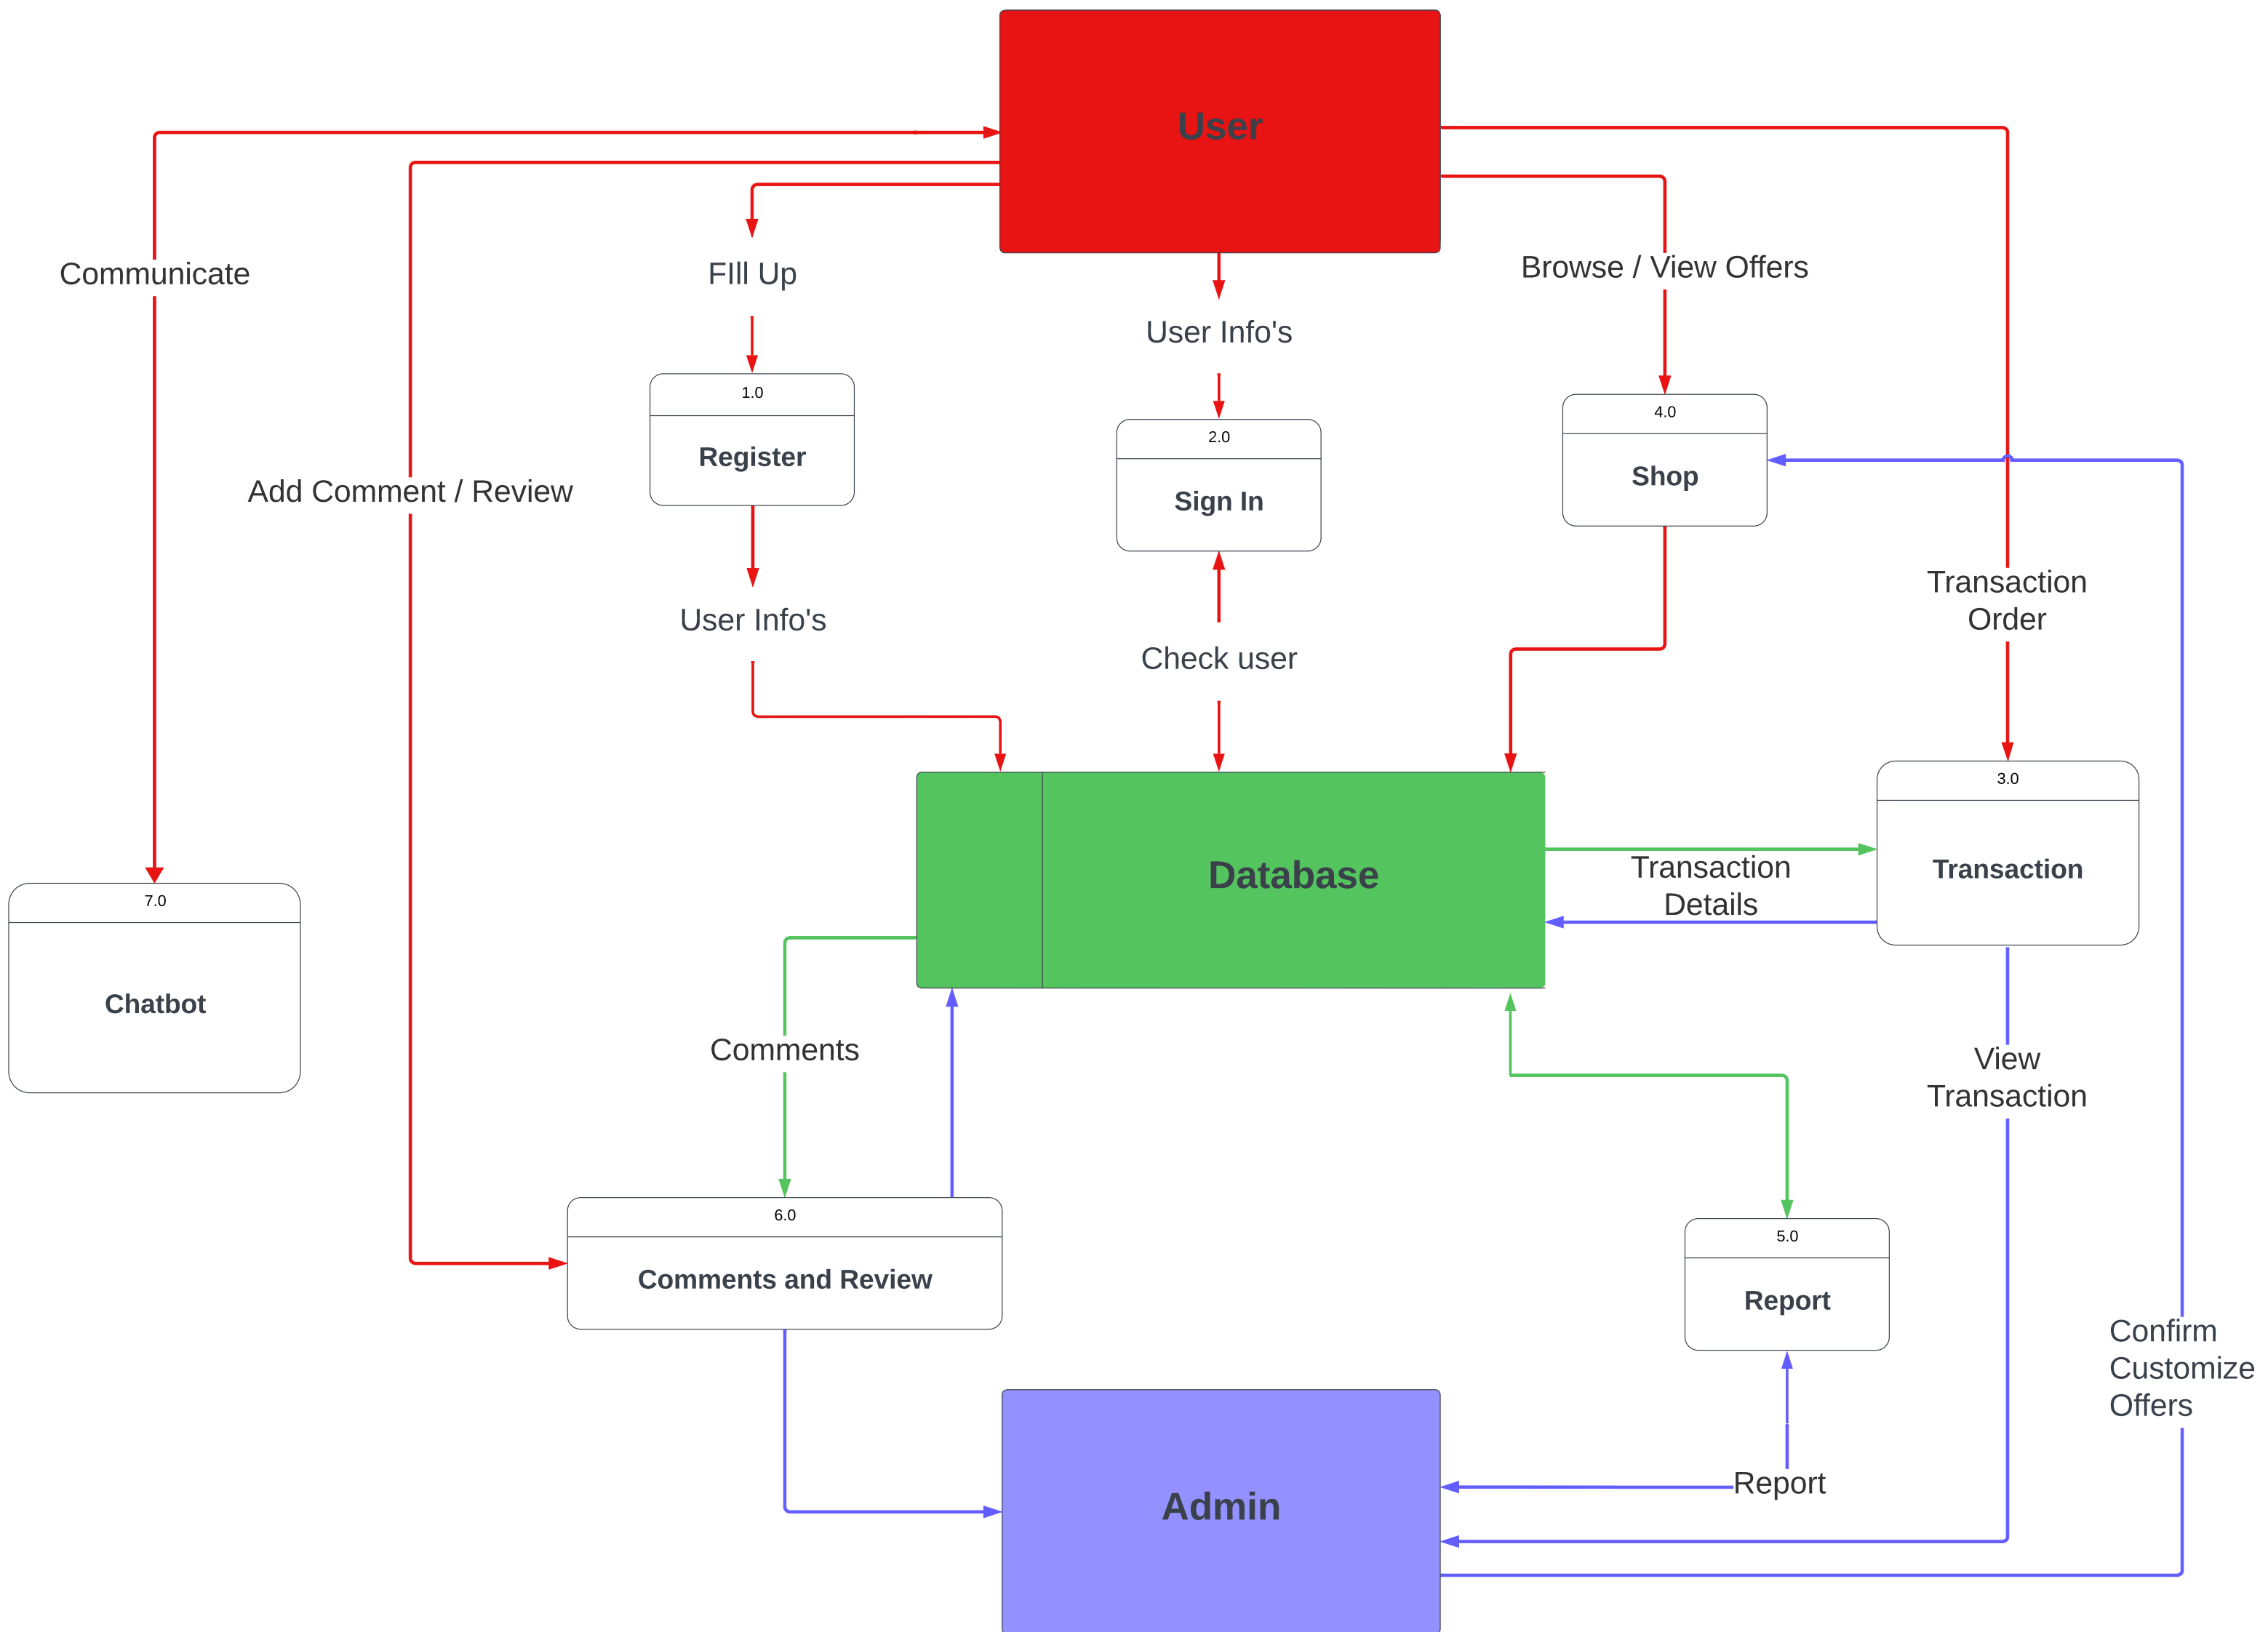 User
Communicate
FIll Up
Browse / View Offers
User Info's
1.0
Register
4.0
Shop
2.0
Sign In
Add Comment / Review
Transaction
Order
User Info's
Check user
3.0
Transaction
Database
Transaction
Details
7.0
Chatbot
Comments
View
Transaction
6.0
Comments and Review
5.0
Report
Confirm
Customize
Offers
Report
Admin